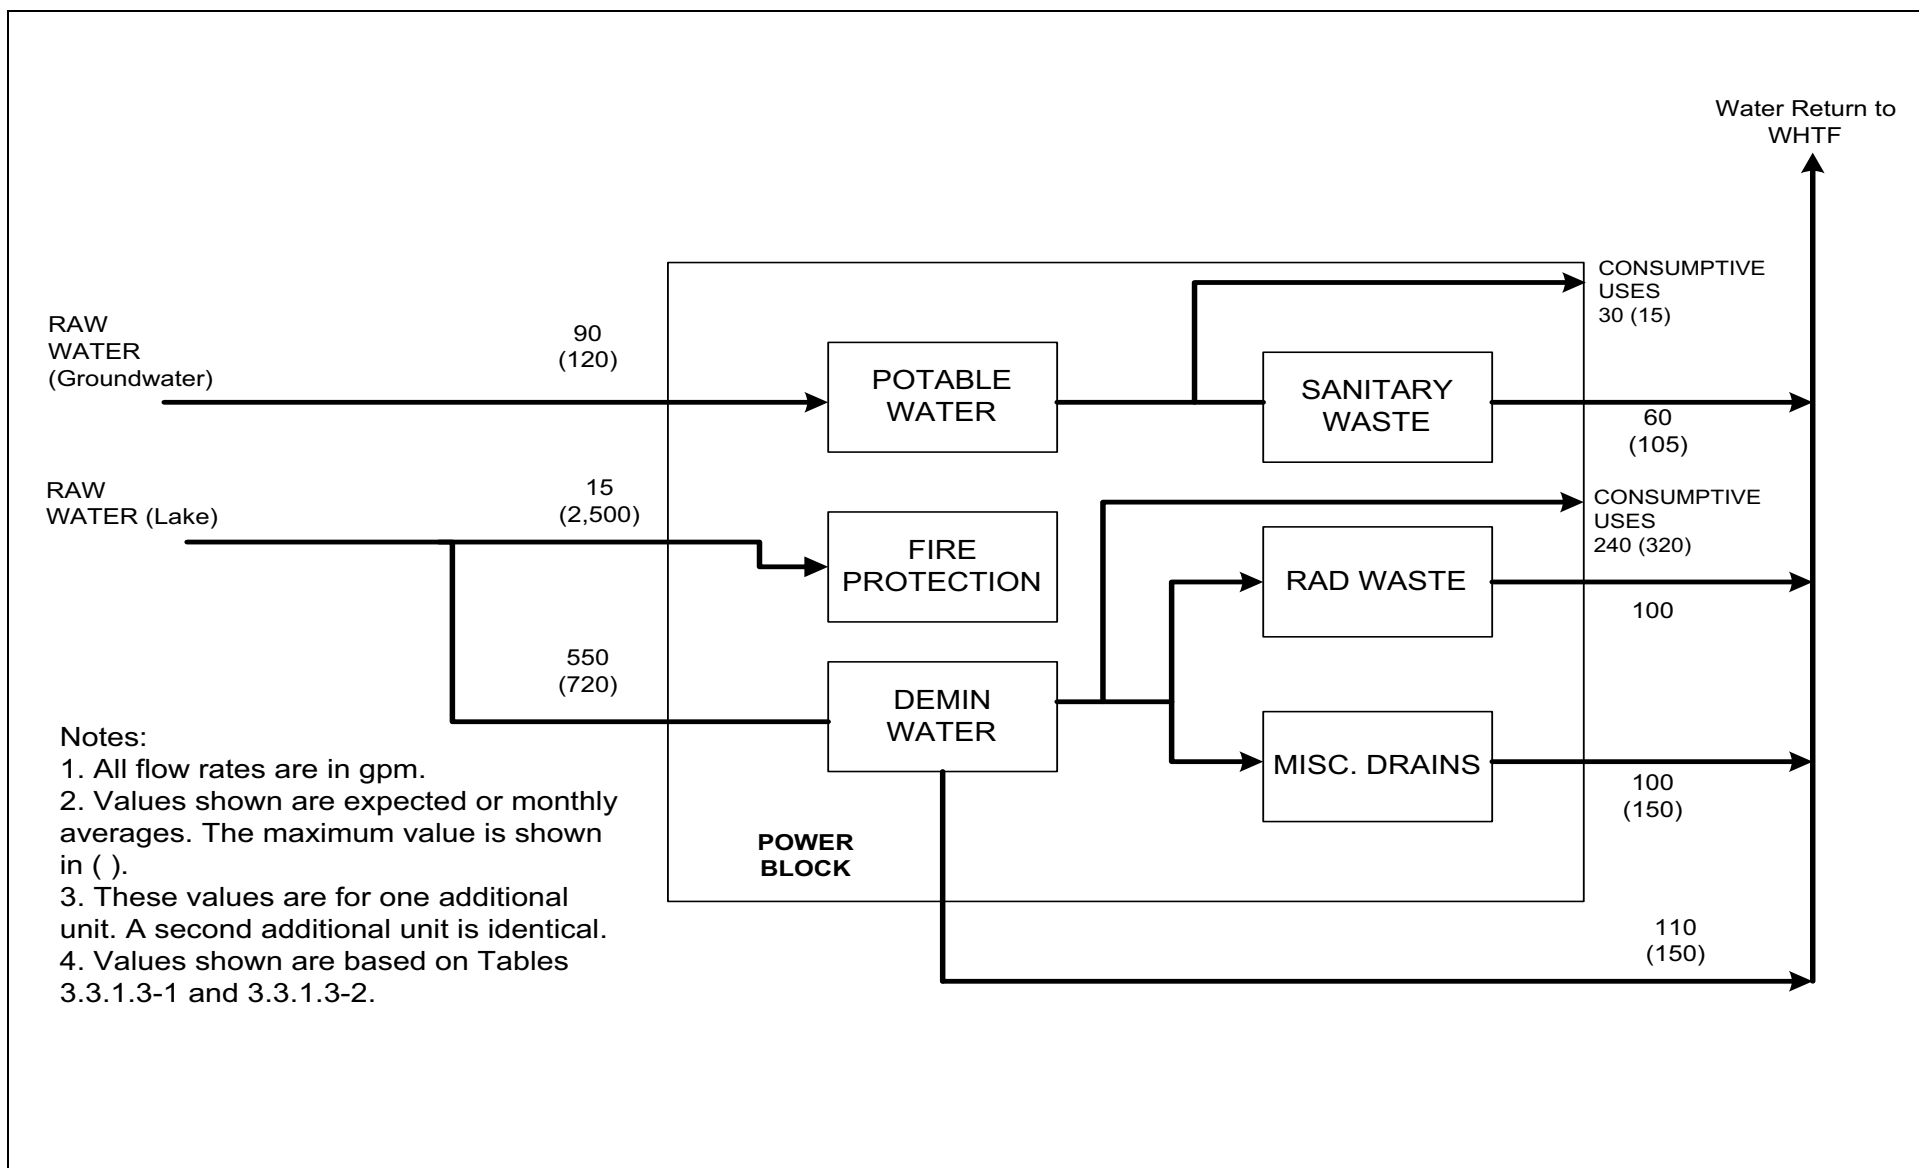 Water Return to
WHTF
CONSUMPTIVE
USES
30 (15)
RAW
WATER
(Groundwater)
90
(120)
POTABLE
WATER
SANITARY
WASTE
60
(105)
RAW
WATER (Lake)
15
(2,500)
FIRE
PROTECTION
CONSUMPTIVE
USES
240 (320)
RAD WASTE
100
550
(720)
DEMIN
WATER
MISC. DRAINS
100
(150)
POWER
BLOCK
110
(150)
Notes:
1. All flow rates are in gpm.
2. Values shown are expected or monthly
averages. The maximum value is shown
in ( ).
3. These values are for one additional
unit. A second additional unit is identical.
4. Values shown are based on Tables
3.3.1.3-1 and 3.3.1.3-2.